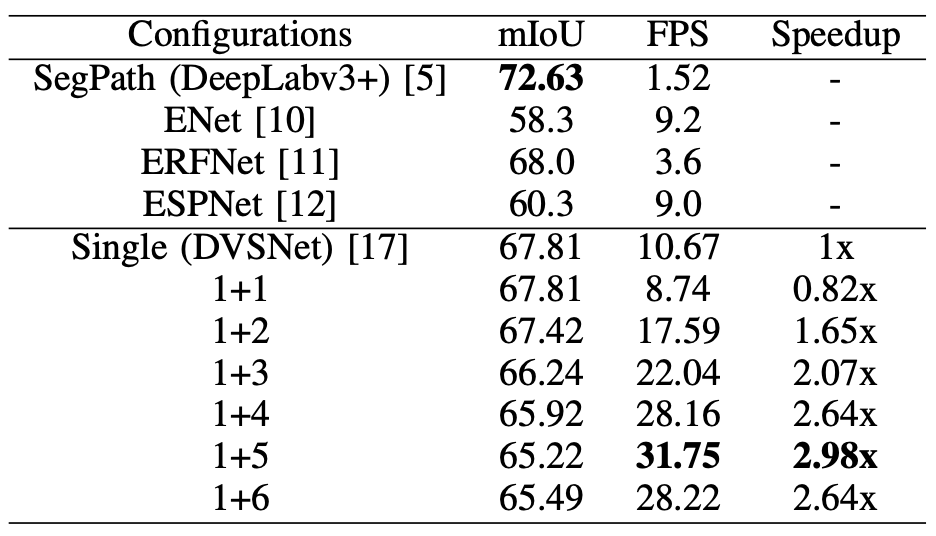 Configurations mIoU FPS Speedup
SegPath (DeepLabv3+) [5] 72.63 1.52 -
ENet [10] 58.3 9.2 -
ERFNet [11] 68.0 3.6 -
ESPNet [12] 60.3 9.0 -
Single (DVSNet) [17] 67.81 10.67 1x
1+1 67.81 8.74 0.82x
1+2 67.42 17.59 1.65x
1+3 66.24 22.04 2.07x
1+4 65.92 28.16 2.64x
1+5 65.22 31.75 2.98x
1+6 65.49 28.22 2.64x